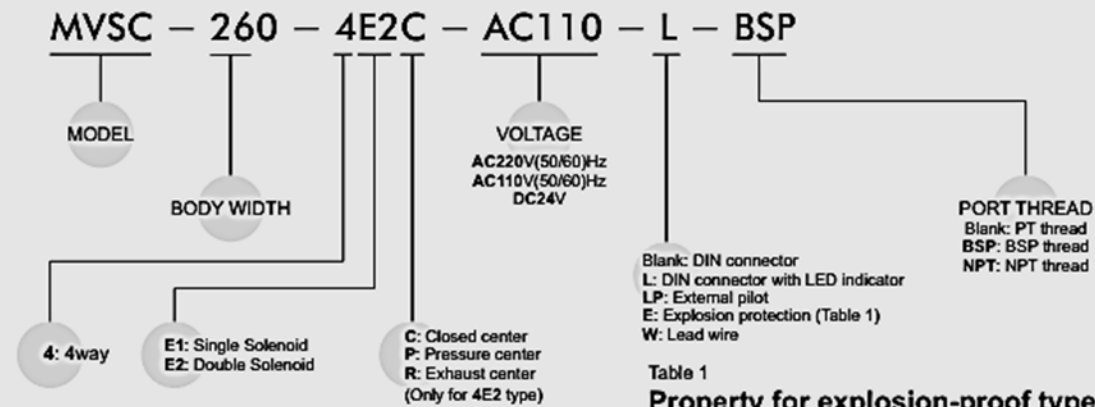 MVSC – 260 – 4E2C – AC110 – L – BSP
MODEL
BODY WIDTH
VOLTAGE
AC220V(50/60)Hz
AC110V(50/60)Hz
DC24V
PORT THREAD
Blank: PT thread
BSP: BSP thread
NPT: NPT thread
4: 4way
E1: Single Solenoid
E2: Double Solenoid
C: Closed center
P: Pressure center
R: Exhaust center
(Only for 4E2 type)
Blank: DIN connector
L: DIN connector with LED indicator
LP: External pilot
E: Explosion protection (Table 1)
W: Lead wire
Table 1
Property for explosion-proof type